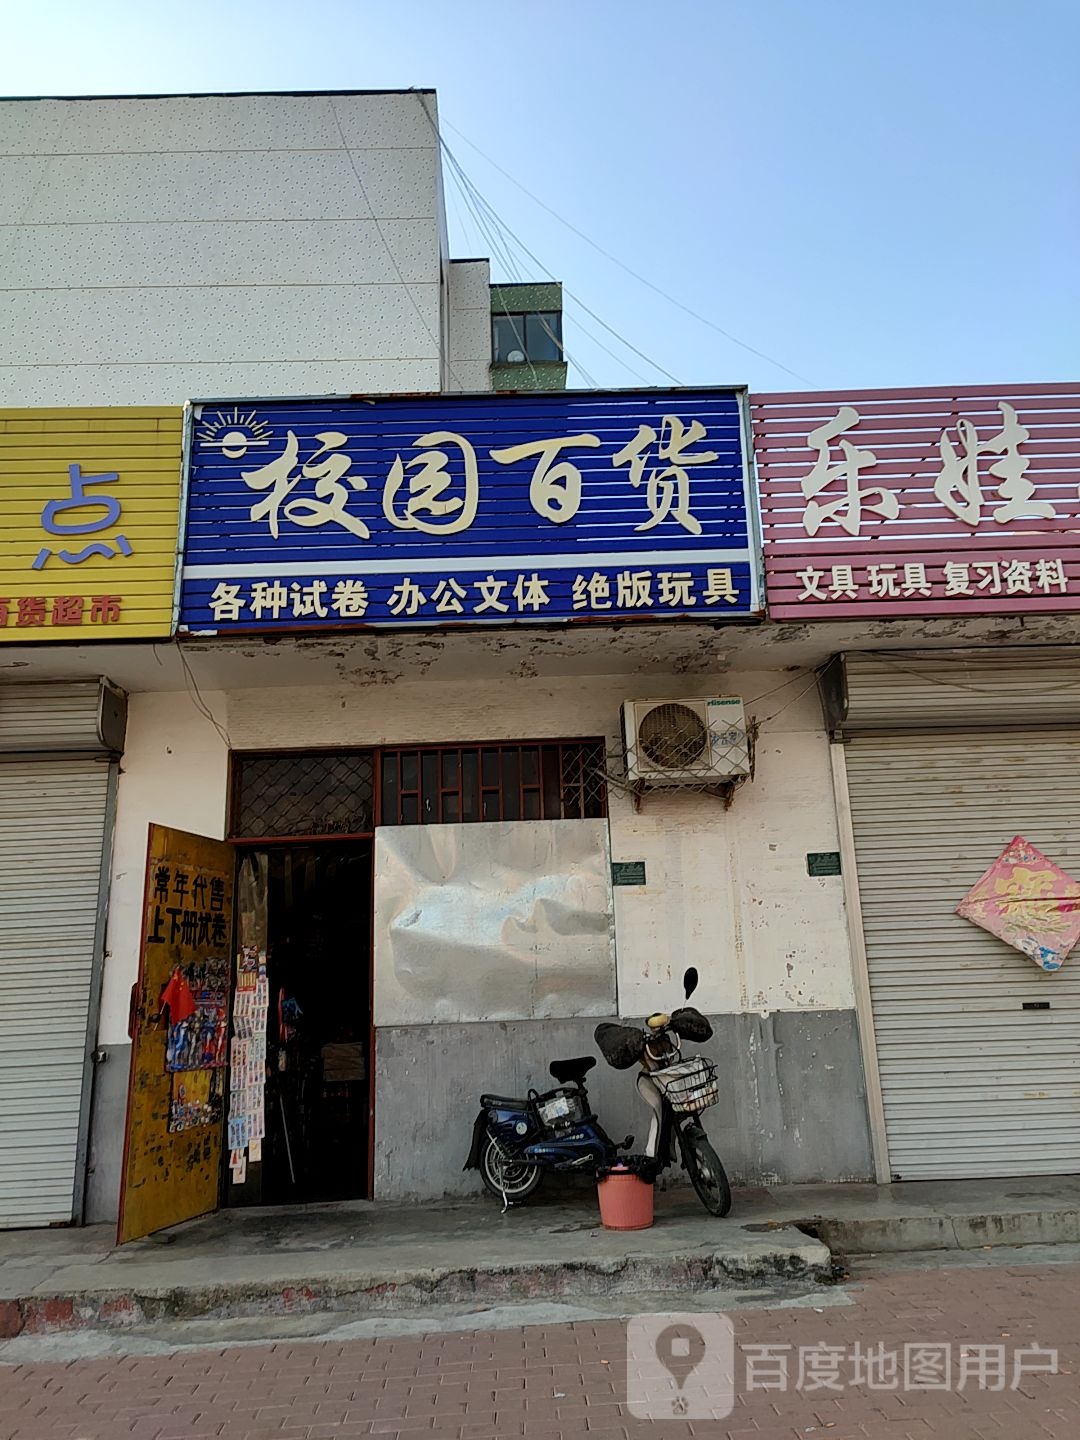 点
百货超市
校园百货
各种试卷 办公文体 绝版玩具
乐娃
文具 玩具 复习资料
Hisense
常年代售
上下册试卷
百度地图用户